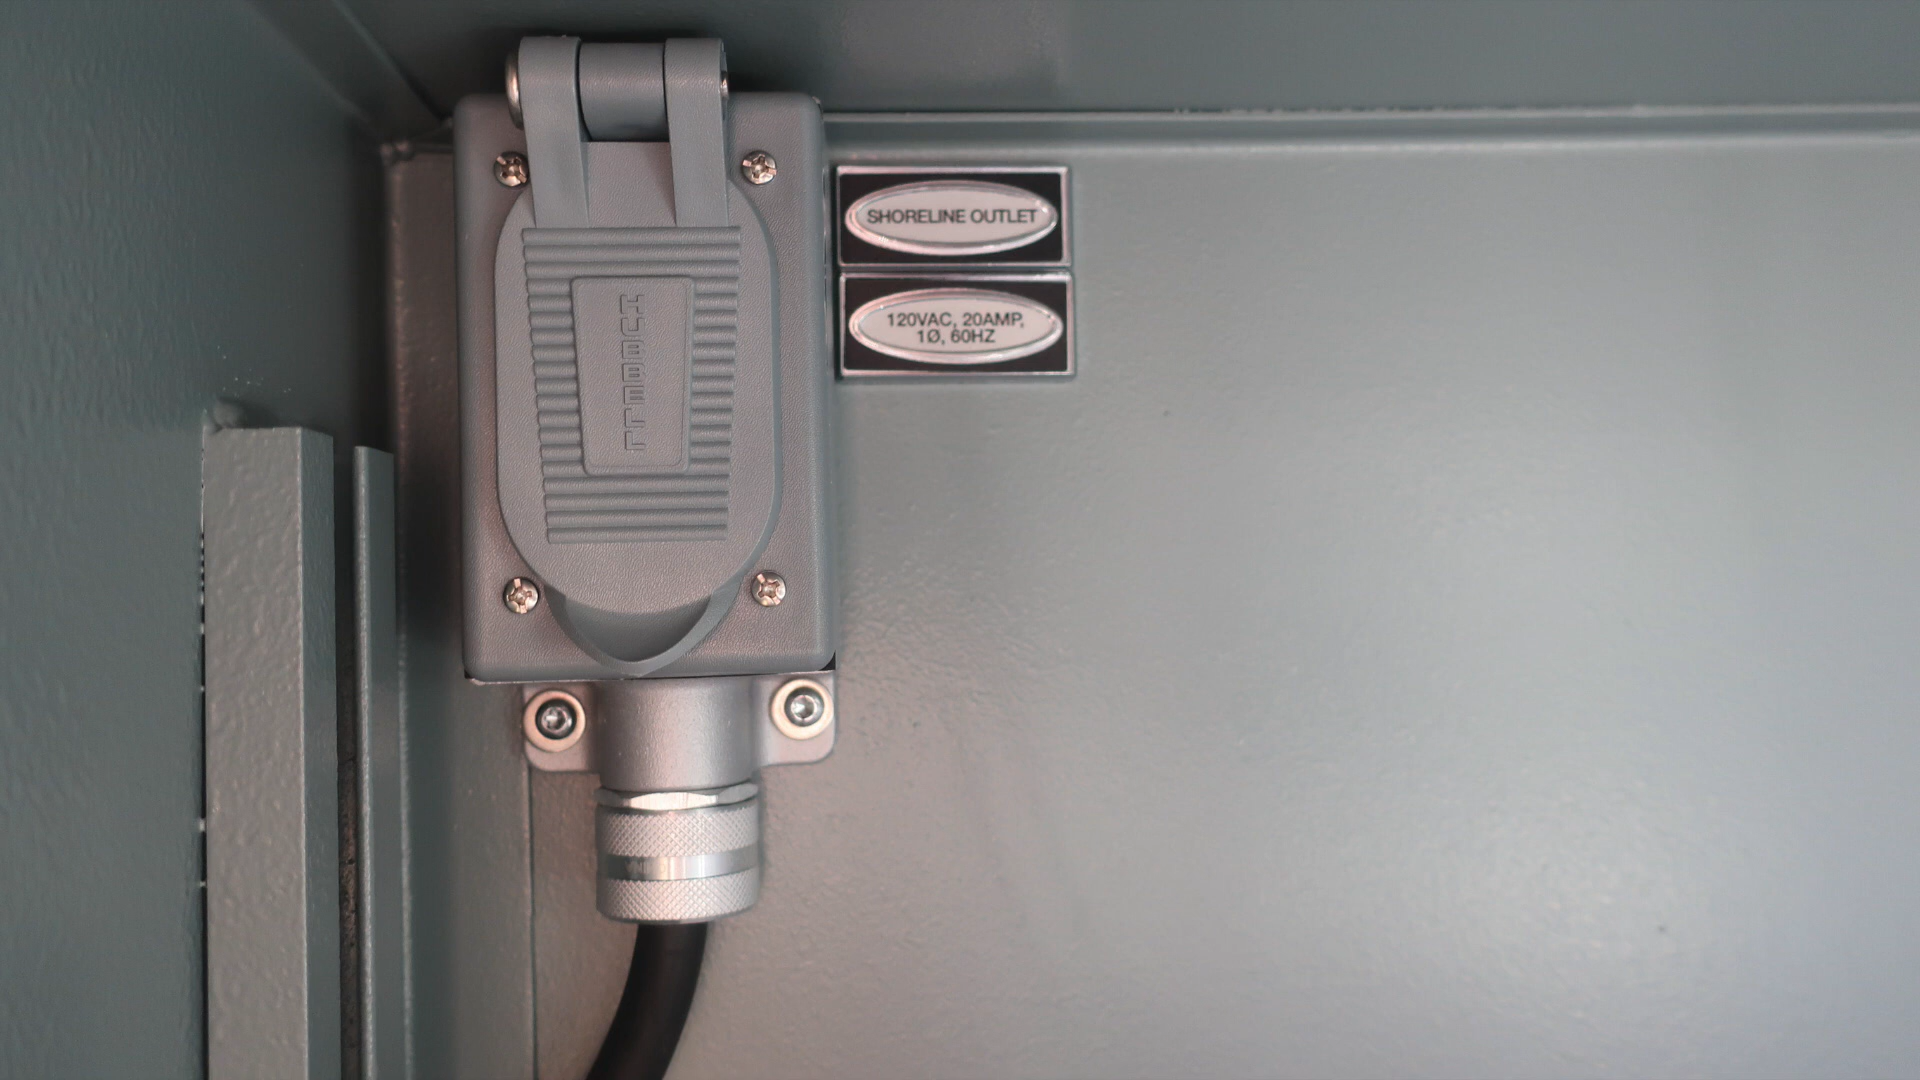 HUBBELL
SHORELINE OUTLET
120VAC, 20AMP,
1Ø, 60HZ